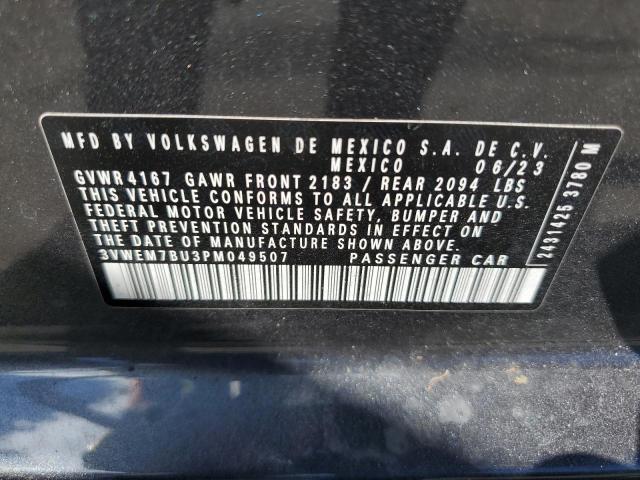 MFD BY VOLKSWAGEN DE MEXICO S.A. DE C.V.
MEXICO 06/23
GVWR 4167 GAWR FRONT 2183 / REAR 2094 LBS
THIS VEHICLE CONFORMS TO ALL APPLICABLE U.S.
FEDERAL MOTOR VEHICLE SAFETY, BUMPER AND
THEFT PREVENTION STANDARDS IN EFFECT ON
THE DATE OF MANUFACTURE SHOWN ABOVE.
3VWEM7BU3PM049507 PASSENGER CAR
2431425 3780 M